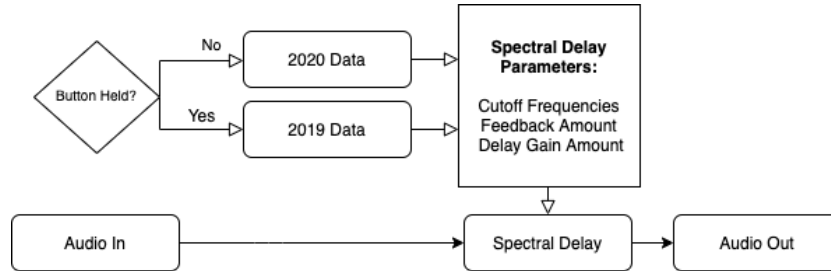 Button Held?
No
Yes
2020 Data
2019 Data
Spectral Delay
Parameters:
Cutoff Frequencies
Feedback Amount
Delay Gain Amount
Audio In
Spectral Delay
Audio Out